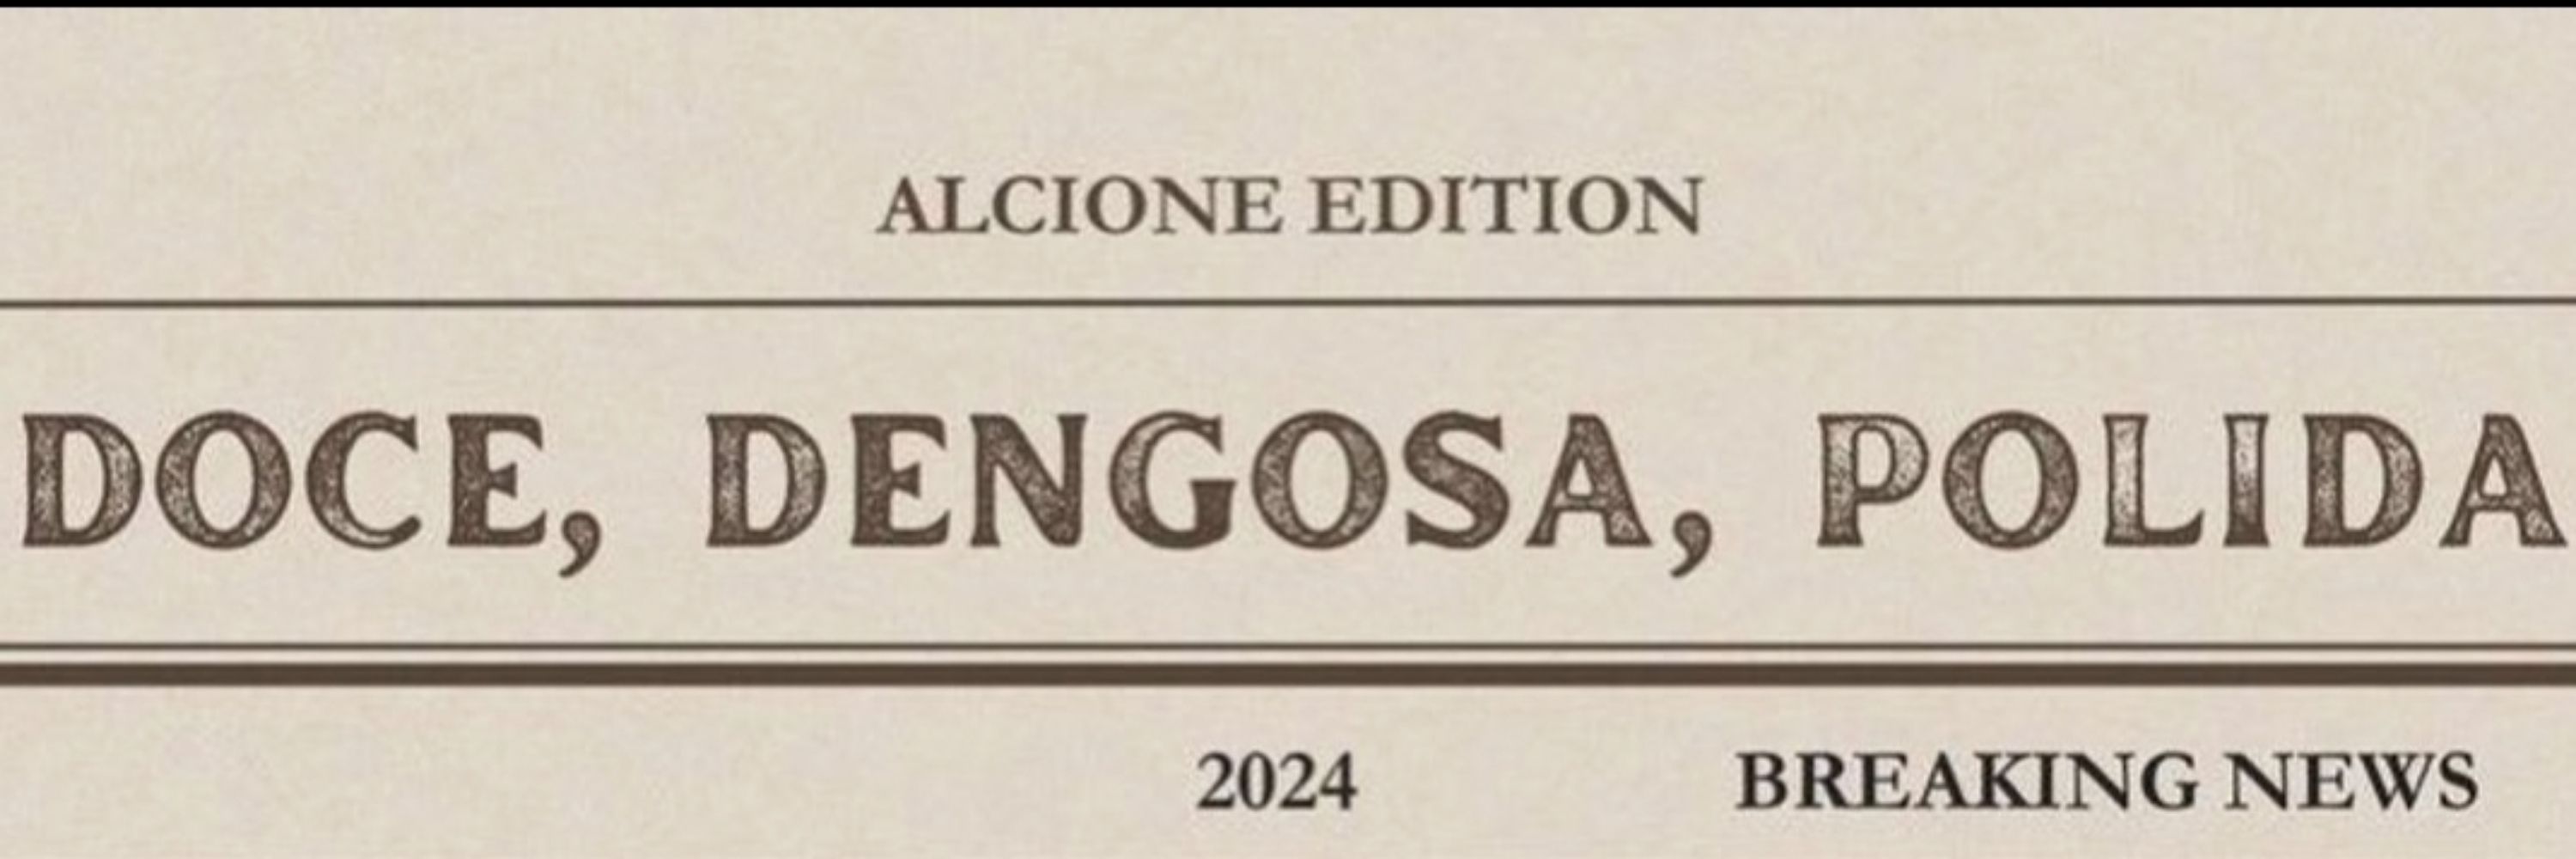 ALCIONE EDITION
DOCE, DENGOSA, POLIDA
2024 BREAKING NEWS